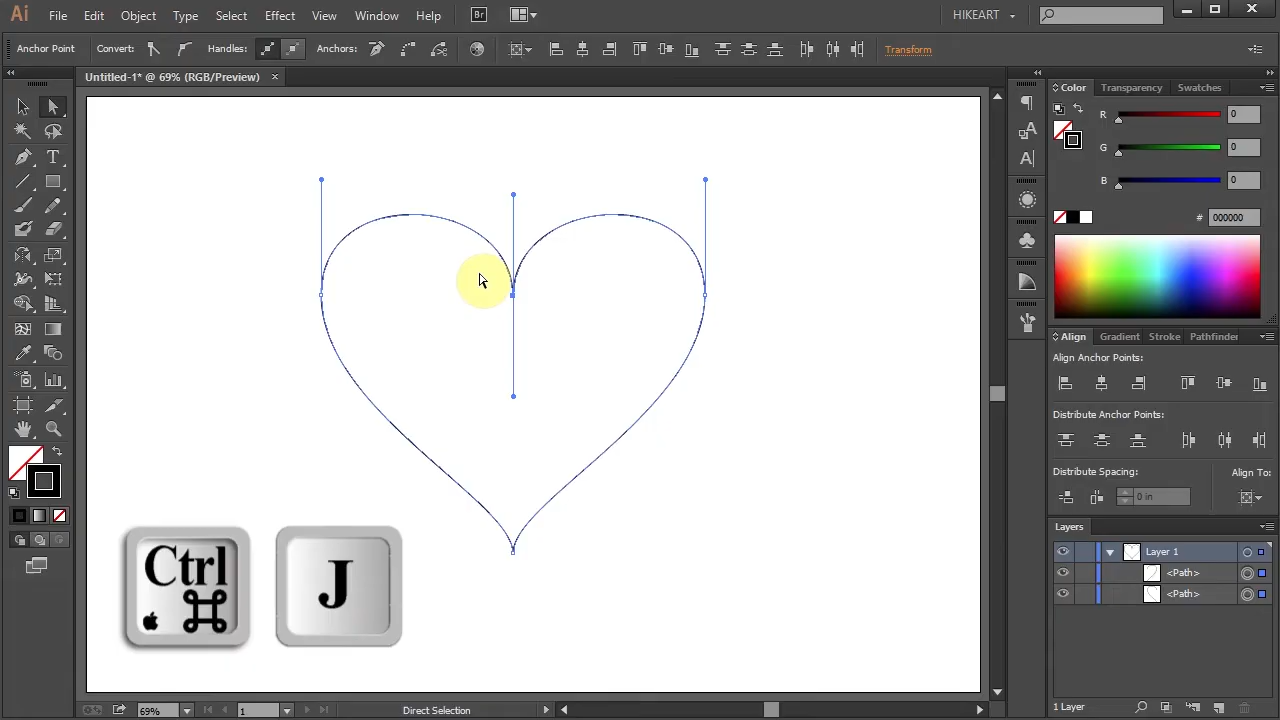 Ai File Edit Object Type Select Effect View Window Help Br HIKEART
Anchor Point Convert: Handles: Anchors: Transform
Untitled-1* @ 69% (RGB/Preview) ×
Color Transparency Swatches
R 0
G 0
B 0
# 000000
Align Gradient Stroke Pathfinder
Align Anchor Points:
Distribute Anchor Points:
Distribute Spacing: Align To:
0 in
Layers
Layer 1
<Path>
<Path>
Ctrl
J
1 Layer
69% 1 Direct Selection